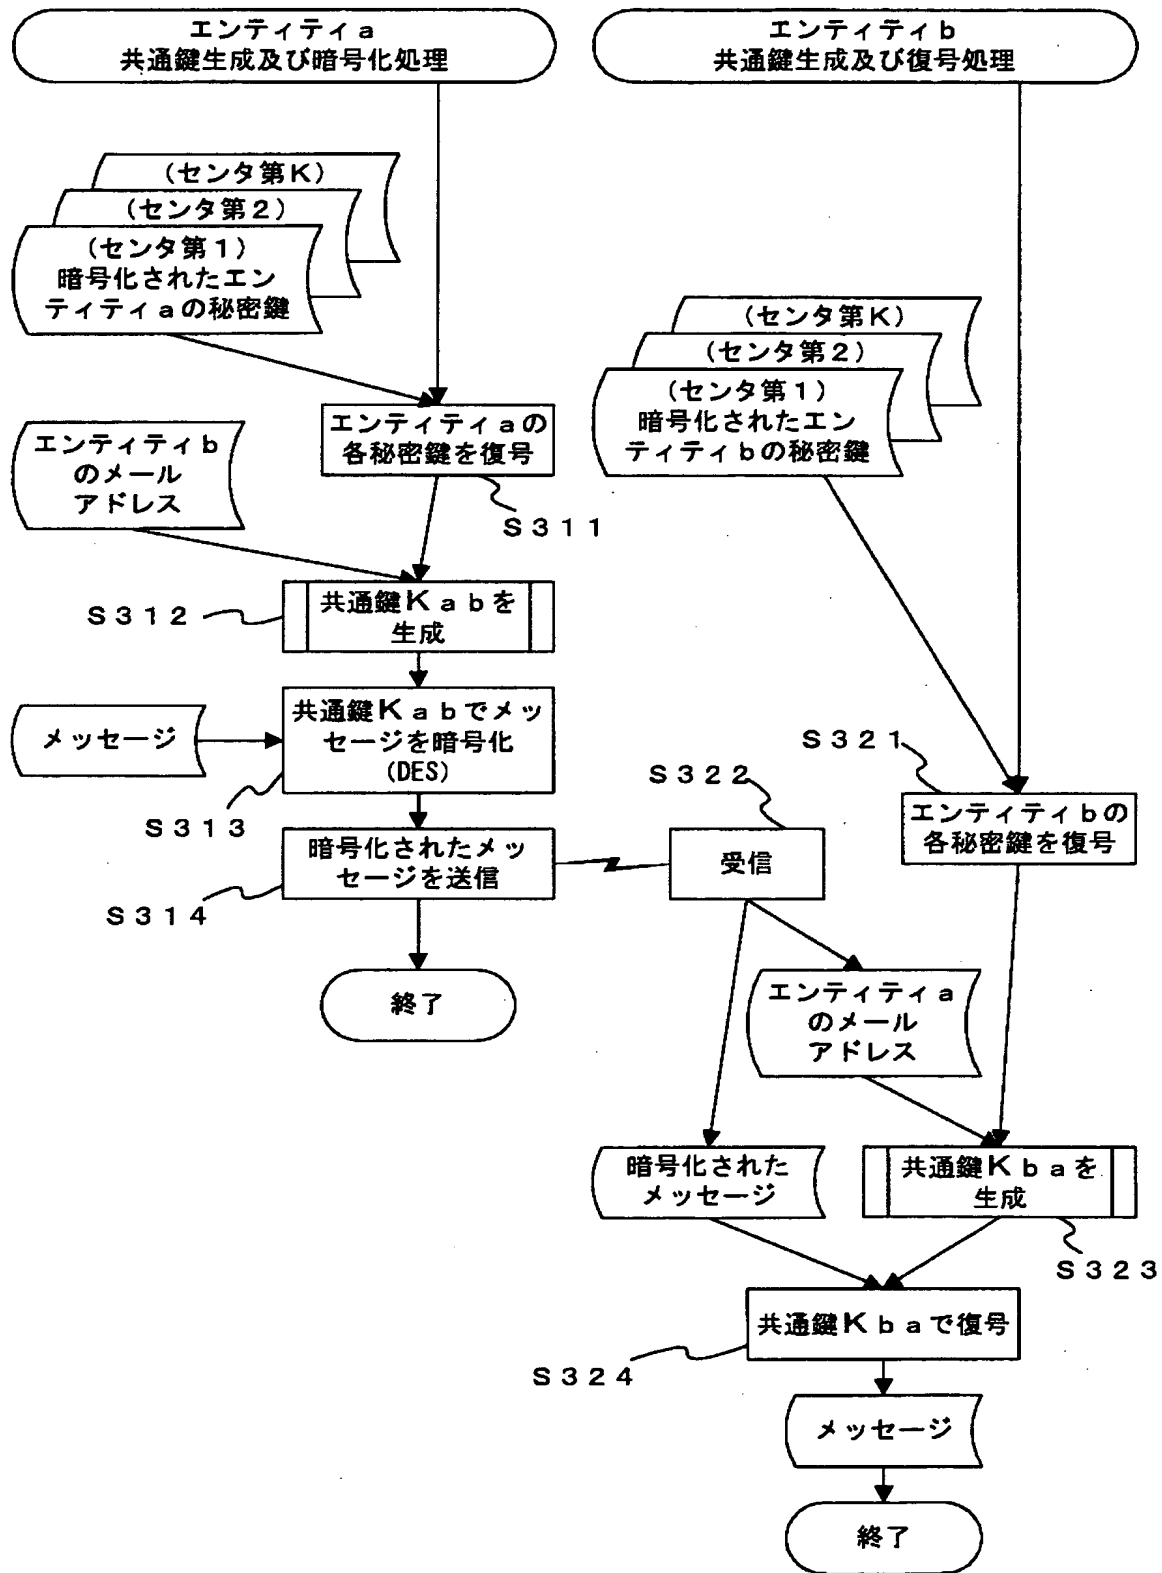 エンティティａ
共通鍵生成及び暗号化処理
(センタ第Ｋ)
(センタ第２)
(センタ第１)
暗号化されたエン
ティティａの秘密鍵
エンティティｂ
のメール
アドレス
エンティティａの
各秘密鍵を復号
Ｓ３１１
Ｓ３１２
共通鍵Ｋａｂを
生成
メッセージ
共通鍵Ｋａｂでメッ
セージを暗号化
(DES)
Ｓ３１３
暗号化されたメッ
セージを送信
Ｓ３１４
終了
エンティティｂ
共通鍵生成及び復号処理
(センタ第Ｋ)
(センタ第２)
(センタ第１)
暗号化されたエン
ティティｂの秘密鍵
Ｓ３２１
エンティティｂの
各秘密鍵を復号
Ｓ３２２
受信
エンティティａ
のメール
アドレス
暗号化された
メッセージ
共通鍵Ｋｂａを
生成
Ｓ３２３
共通鍵Ｋｂａで復号
Ｓ３２４
メッセージ
終了